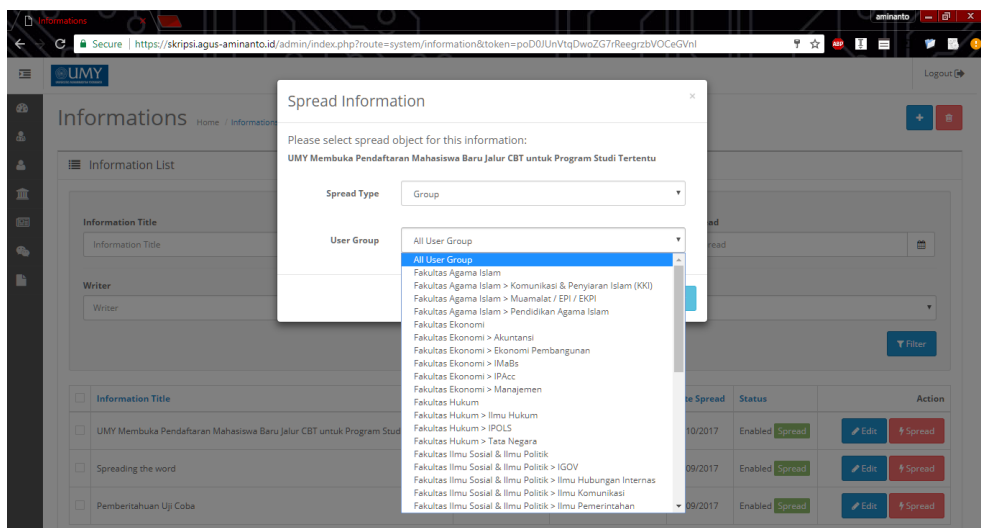 Informations
aminanto
Secure | https://skripsi.agus-aminanto.id/admin/index.php?route=system/information&token=poD0JUnVtqDwoZG7rReegrzbVOCeGVnl
ABP
UMY
Logout
Informations Home / Informations
Information List
Information Title
Information Title
Writer
Writer
Filter
Spread Information ×
Please select spread object for this information:
UMY Membuka Pendaftaran Mahasiswa Baru Jalur CBT untuk Program Studi Tertentu
Spread Type Group
User Group All User Group
All User Group
Fakultas Agama Islam
Fakultas Agama Islam > Komunikasi & Penyiaran Islam (KKI)
Fakultas Agama Islam > Muamalat / EPI / EKPI
Fakultas Agama Islam > Pendidikan Agama Islam
Fakultas Ekonomi
Fakultas Ekonomi > Akuntansi
Fakultas Ekonomi > Ekonomi Pembangunan
Fakultas Ekonomi > IMaBs
Fakultas Ekonomi > IPAcc
Fakultas Ekonomi > Manajemen
Fakultas Hukum
Fakultas Hukum > Ilmu Hukum
Fakultas Hukum > IPOLS
Fakultas Hukum > Tata Negara
Fakultas Ilmu Sosial & Ilmu Politik
Fakultas Ilmu Sosial & Ilmu Politik > IGOV
Fakultas Ilmu Sosial & Ilmu Politik > Ilmu Hubungan Internas
Fakultas Ilmu Sosial & Ilmu Politik > Ilmu Komunikasi
Fakultas Ilmu Sosial & Ilmu Politik > Ilmu Pemerintahan
Information Title te Spread Status Action
UMY Membuka Pendaftaran Mahasiswa Baru Jalur CBT untuk Program Stud 10/2017 Enabled Spread Edit Spread
Spreading the word 09/2017 Enabled Spread Edit Spread
Pemberitahuan Uji Coba 09/2017 Enabled Spread Edit Spread